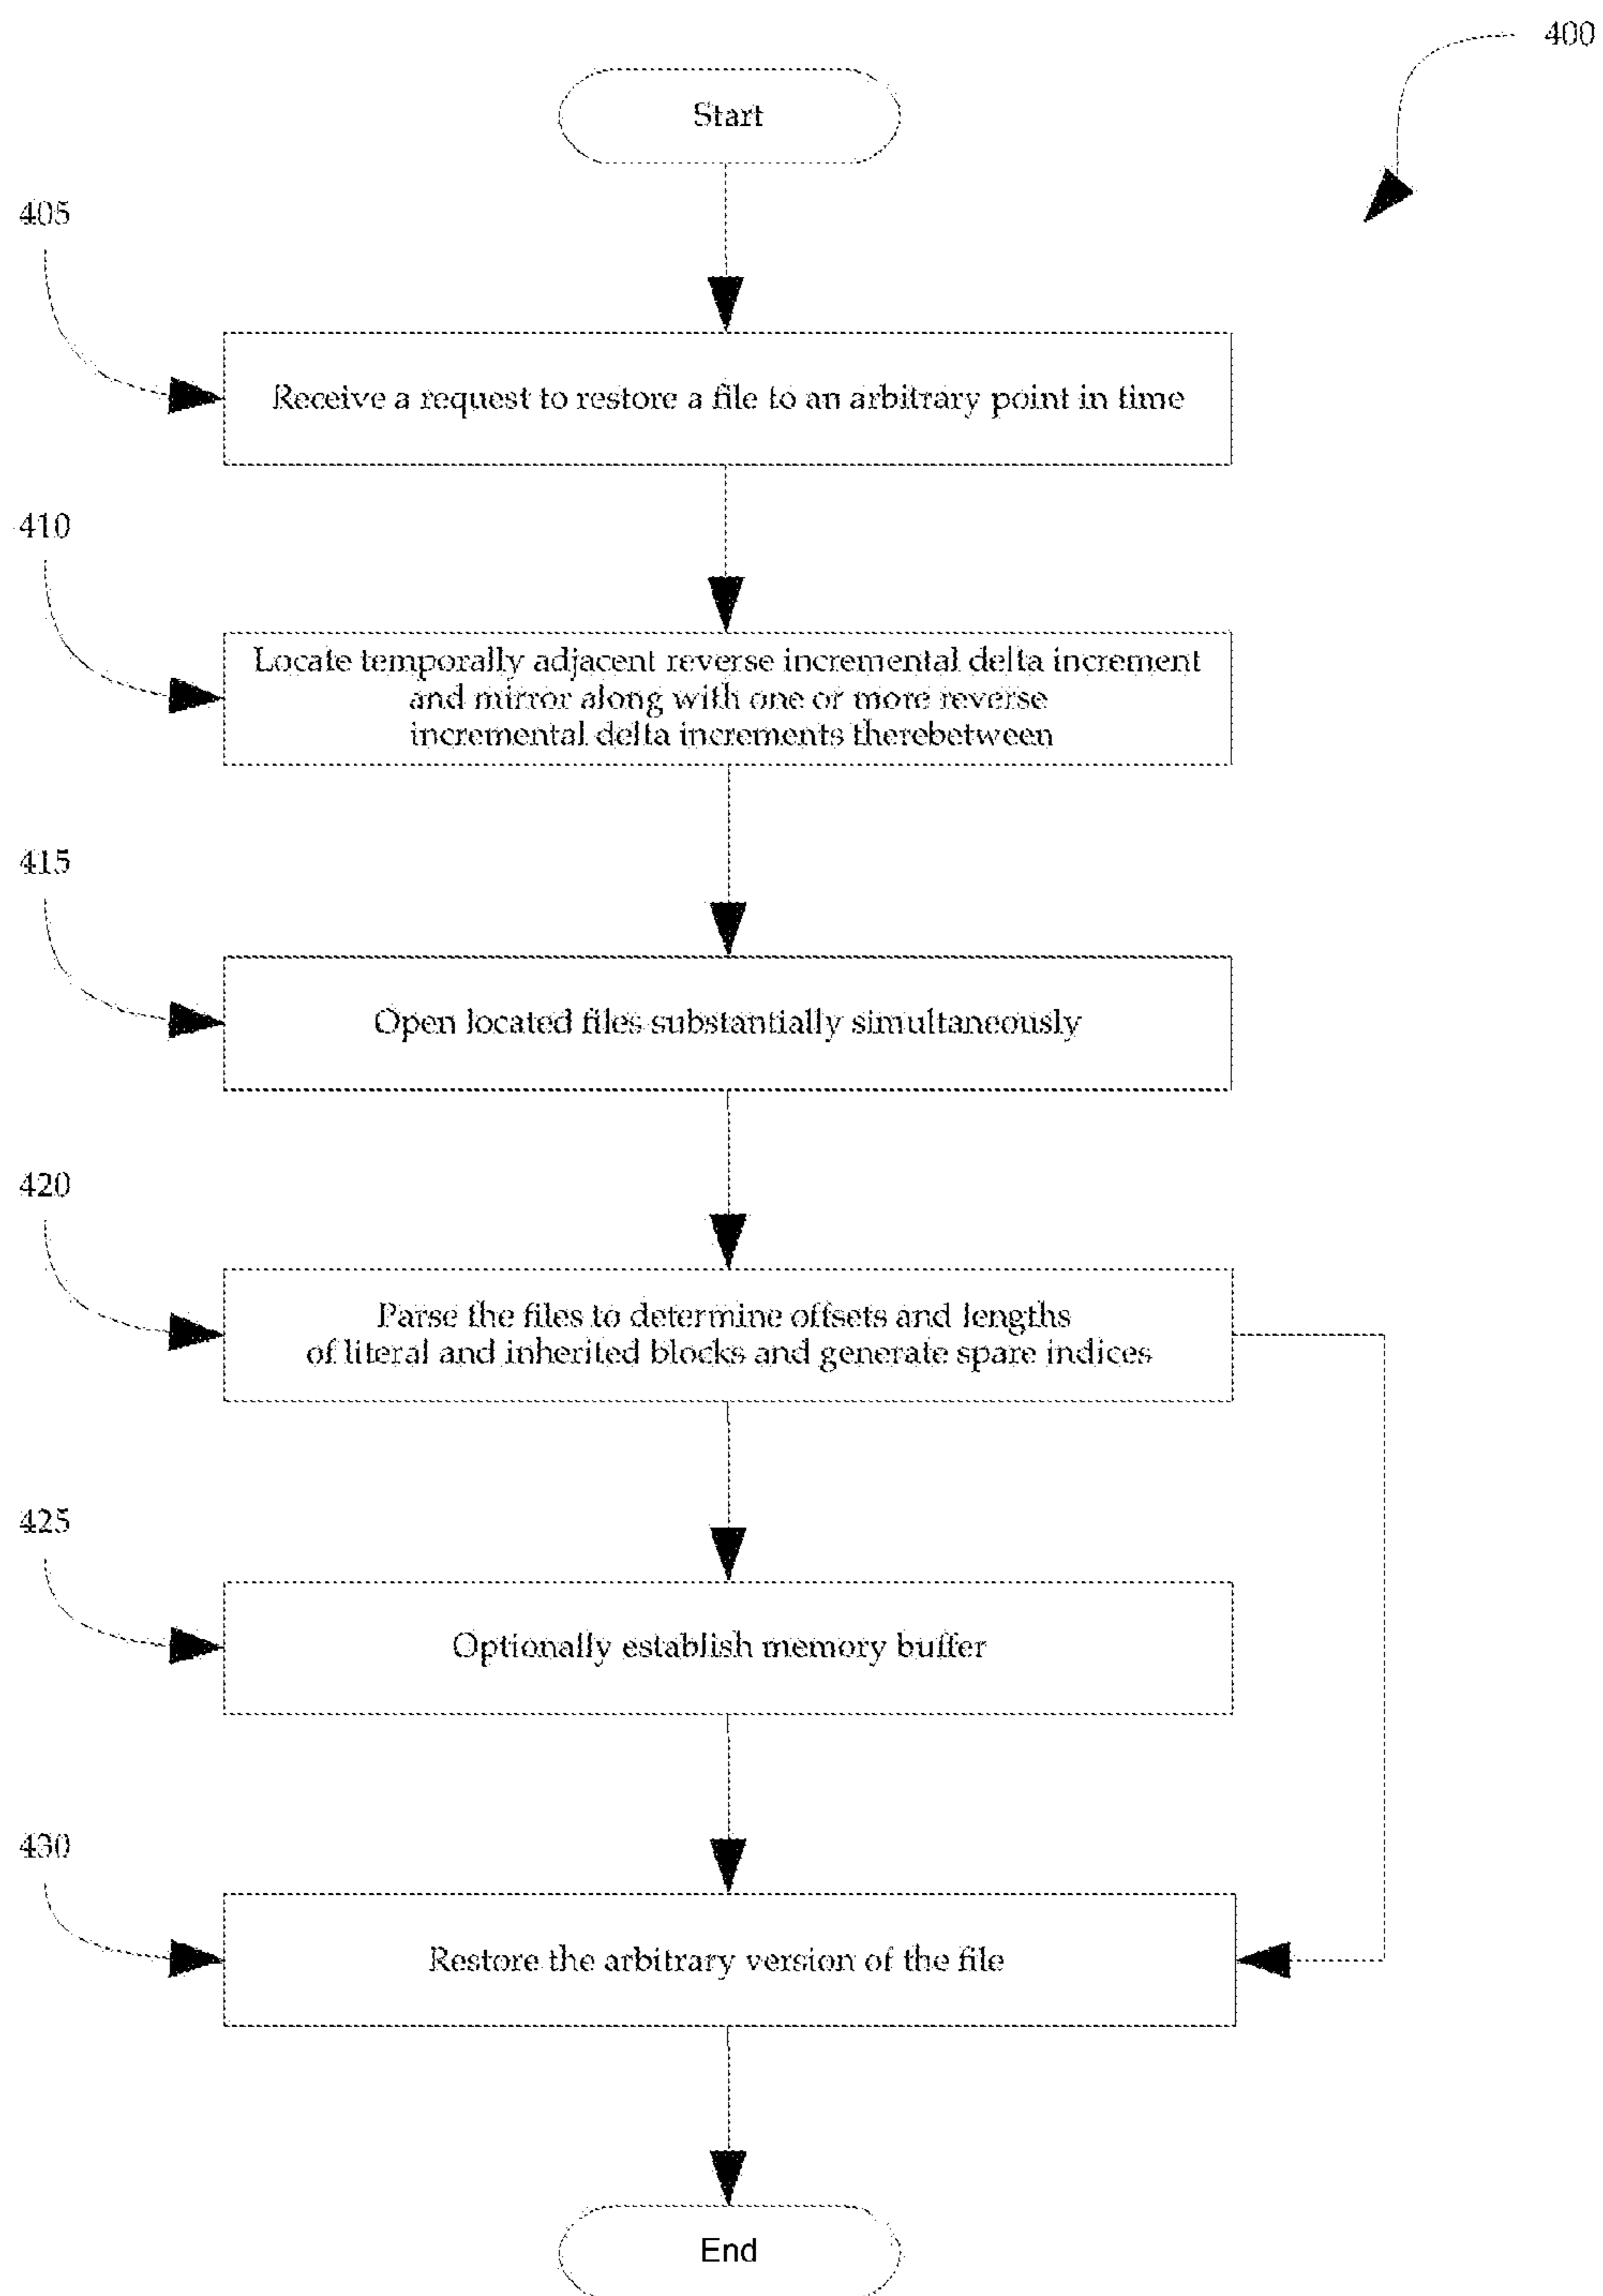 400
Start
405
Receive a request to restore a file to an arbitrary point in time
410
Locate temporally adjacent reverse incremental delta increment
and mirror along with one or more reverse
incremental delta increments therebetween
415
Open located files substantially simultaneously
420
Parse the files to determine offsets and lengths
of literal and inherited blocks and generate spare indices
425
Optionally establish memory buffer
430
Restore the arbitrary version of the file
End